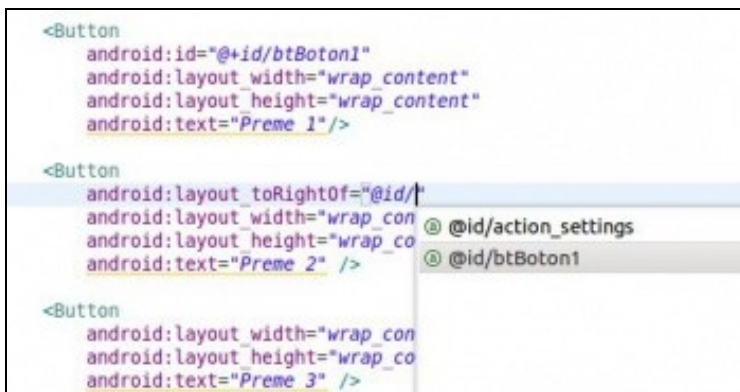 <Button
android:id="@+id/btBoton1"
android:layout_width="wrap_content"
android:layout_height="wrap_content"
android:text="Preme 1"/>
<Button
android:layout_toRightOf="@id/"
android:layout_width="wrap_con
android:layout_height="wrap_co
android:text="Preme 2" />
@id/action_settings
@id/btBoton1
<Button
android:layout_width="wrap_con
android:layout_height="wrap_co
android:text="Preme 3" />